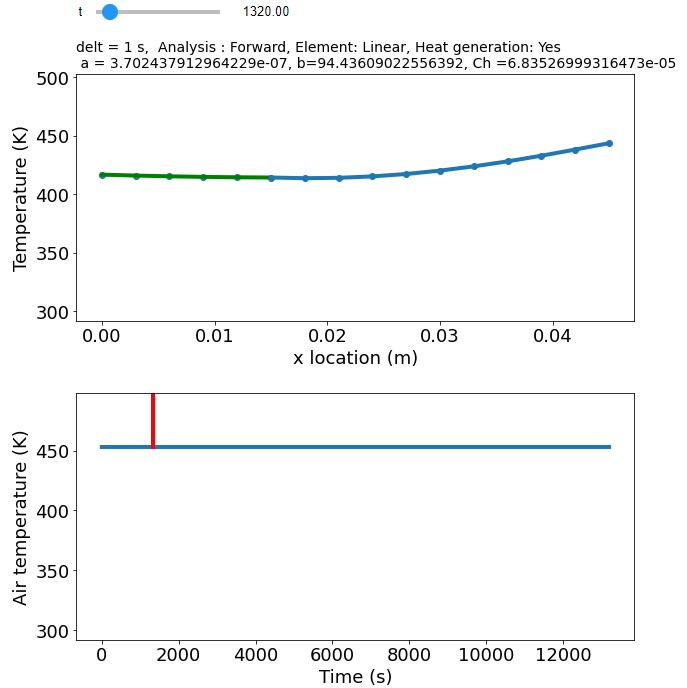 t 1320.00
delt = 1 s,  Analysis : Forward, Element: Linear, Heat generation: Yes
a = 3.702437912964229e-07, b=94.43609022556392, Ch =6.83526999316473e-05
500
450
400
350
300
Temperature (K)
0.00 0.01 0.02 0.03 0.04
x location (m)
450
400
350
300
Air temperature (K)
0 2000 4000 6000 8000 10000 12000
Time (s)